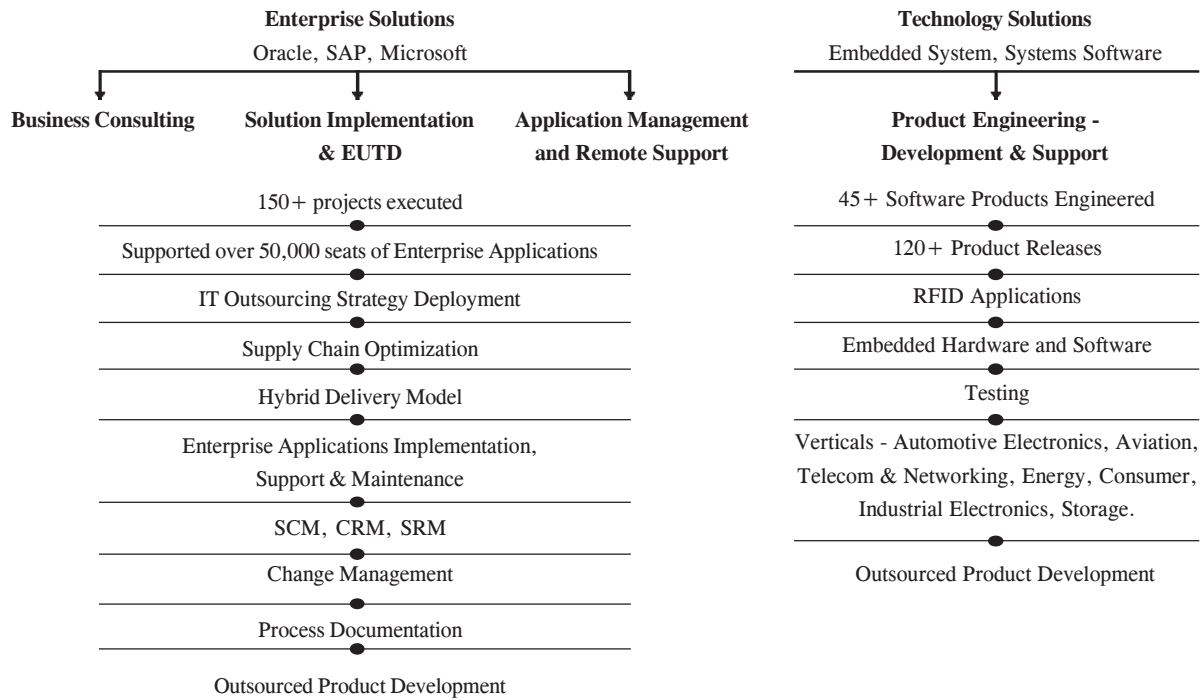 Enterprise Solutions
Oracle, SAP, Microsoft
Business Consulting
Solution Implementation
& EUTD
Application Management
and Remote Support
150+ projects executed
Supported over 50,000 seats of Enterprise Applications
IT Outsourcing Strategy Deployment
Supply Chain Optimization
Hybrid Delivery Model
Enterprise Applications Implementation,
Support & Maintenance
SCM, CRM, SRM
Change Management
Process Documentation
Outsourced Product Development
Technology Solutions
Embedded System, Systems Software
Product Engineering -
Development & Support
45+ Software Products Engineered
120+ Product Releases
RFID Applications
Embedded Hardware and Software
Testing
Verticals - Automotive Electronics, Aviation,
Telecom & Networking, Energy, Consumer,
Industrial Electronics, Storage.
Outsourced Product Development